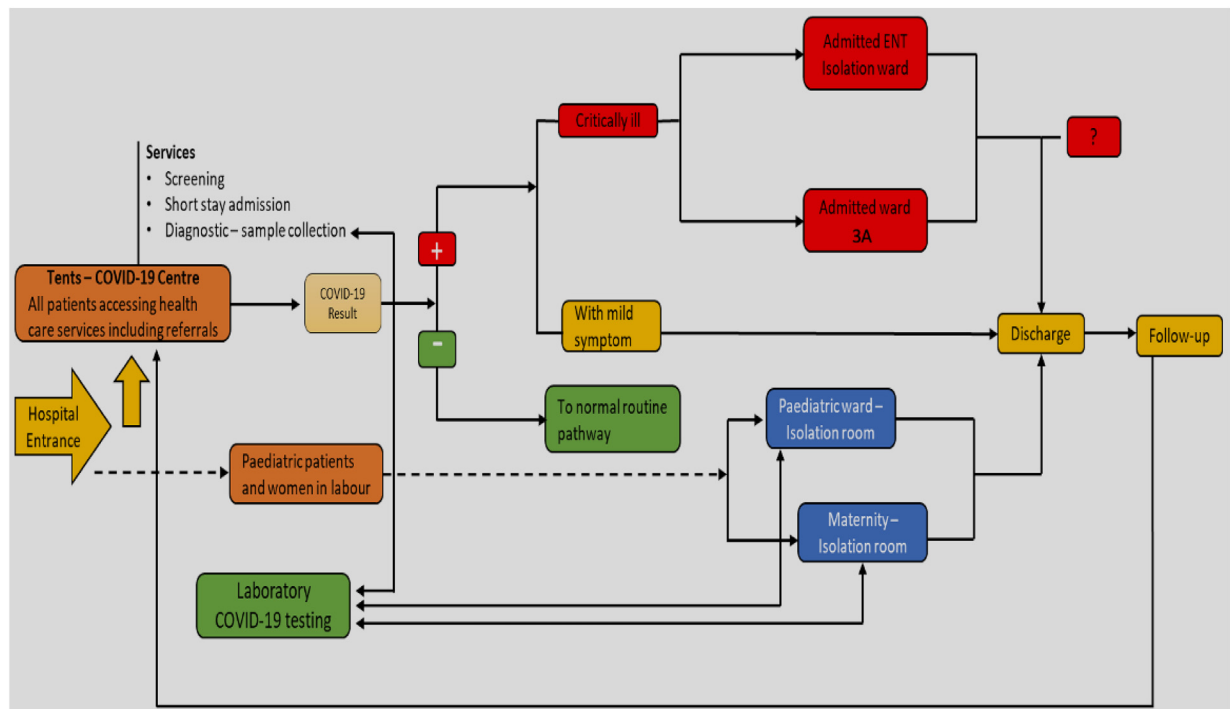 Services
• Screening
• Short stay admission
• Diagnostic – sample collection
Tents – COVID-19 Centre
All patients accessing health
care services including referrals
COVID-19
Result
+
-
Critically ill
Admitted ENT
Isolation ward
Admitted ward
3A
?
With mild
symptom
Discharge
Follow-up
To normal routine
pathway
Hospital
Entrance
Paediatric patients
and women in labour
Paediatric ward –
Isolation room
Maternity –
Isolation room
Laboratory
COVID-19 testing